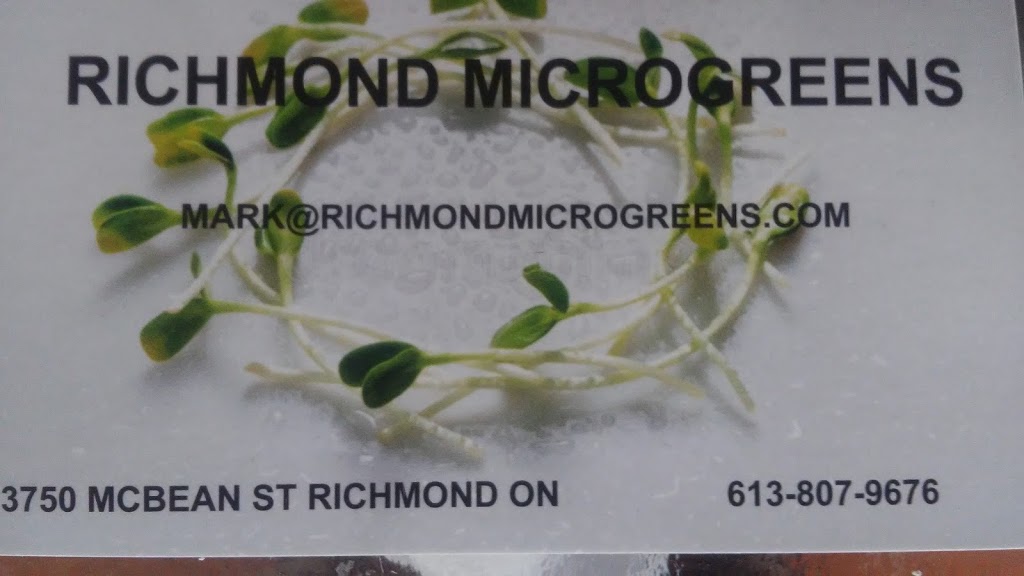 RICHMOND MICROGREENS
MARK@RICHMONDMICROGREENS.COM
3750 MCBEAN ST RICHMOND ON
613-807-9676